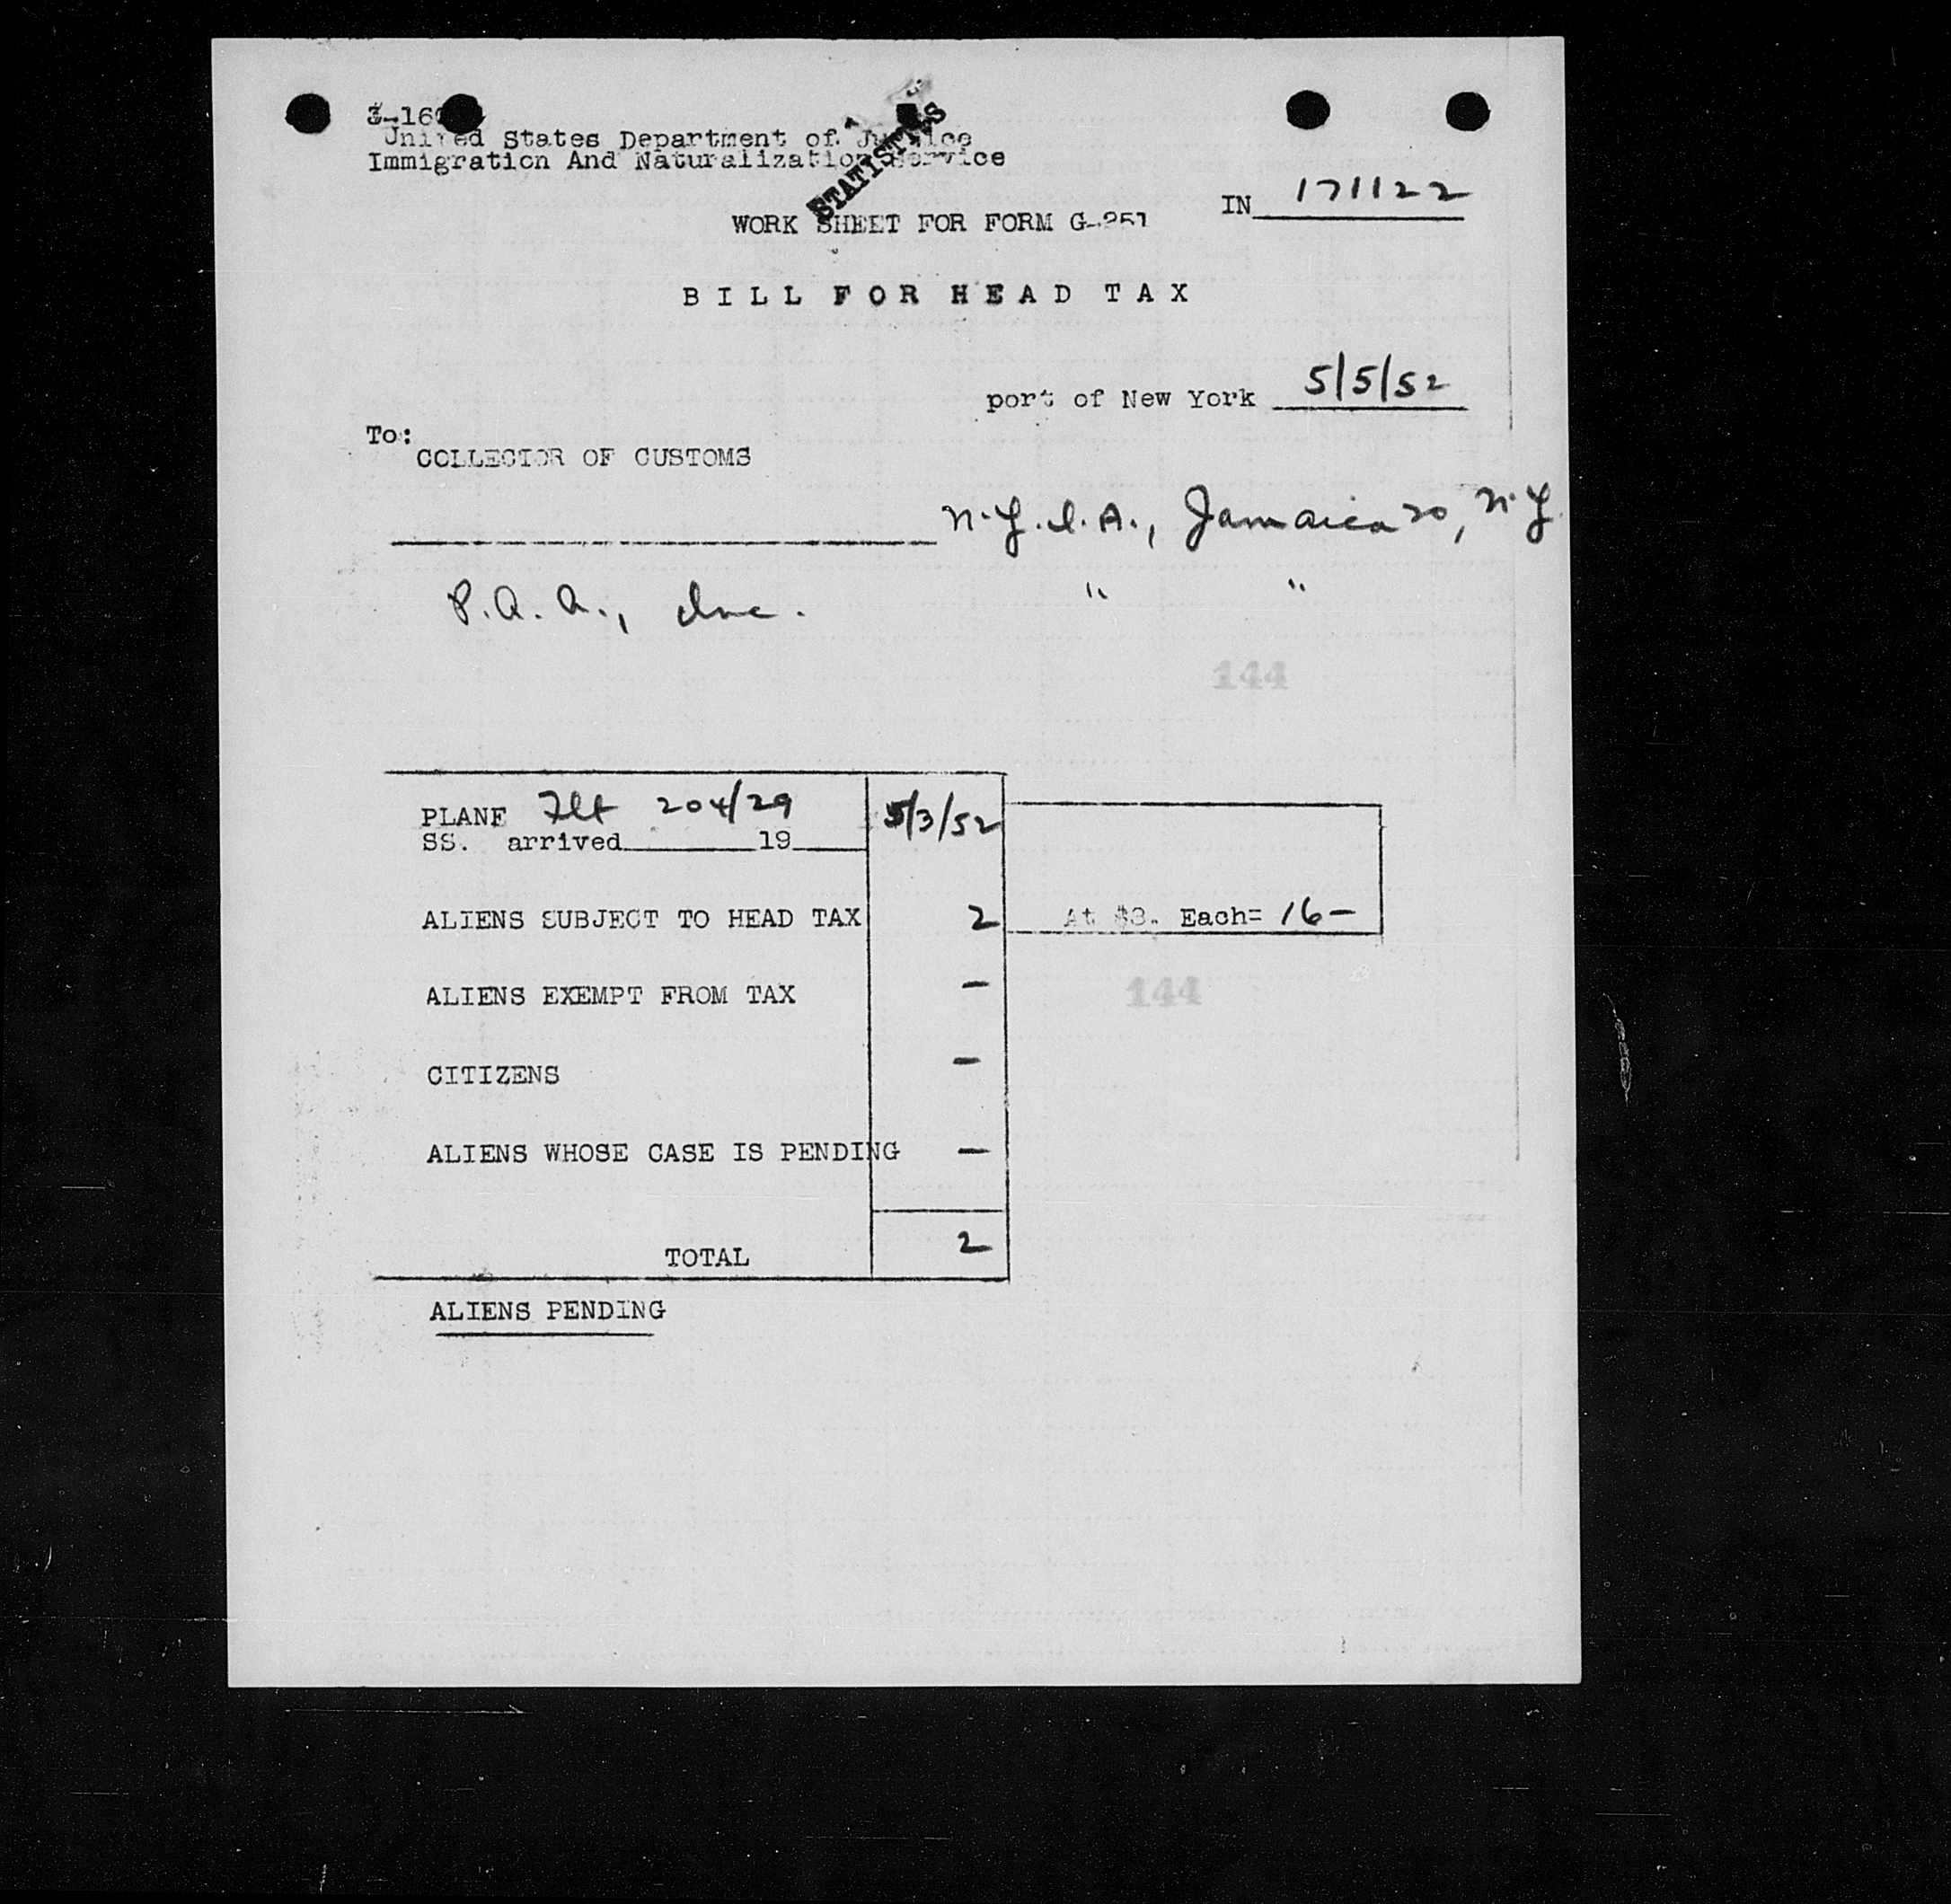 United States Department of Justice
Immigration And Naturalization Service
STATISTICS
IN 171122
WORK SHEET FOR FORM G-251
BILL FOR HEAD TAX
port of New York 5/5/52
To:
COLLECTOR OF CUSTOMS
N.Y.I.A., Jamaica 30, N.Y.
P.A.A., Inc. " "
144
PLANE Flt 204/29 5/3/52
SS. arrived 19
ALIENS SUBJECT TO HEAD TAX 2 At $8. Each= 16-
ALIENS EXEMPT FROM TAX -
144
CITIZENS -
ALIENS WHOSE CASE IS PENDING -
TOTAL 2
ALIENS PENDING